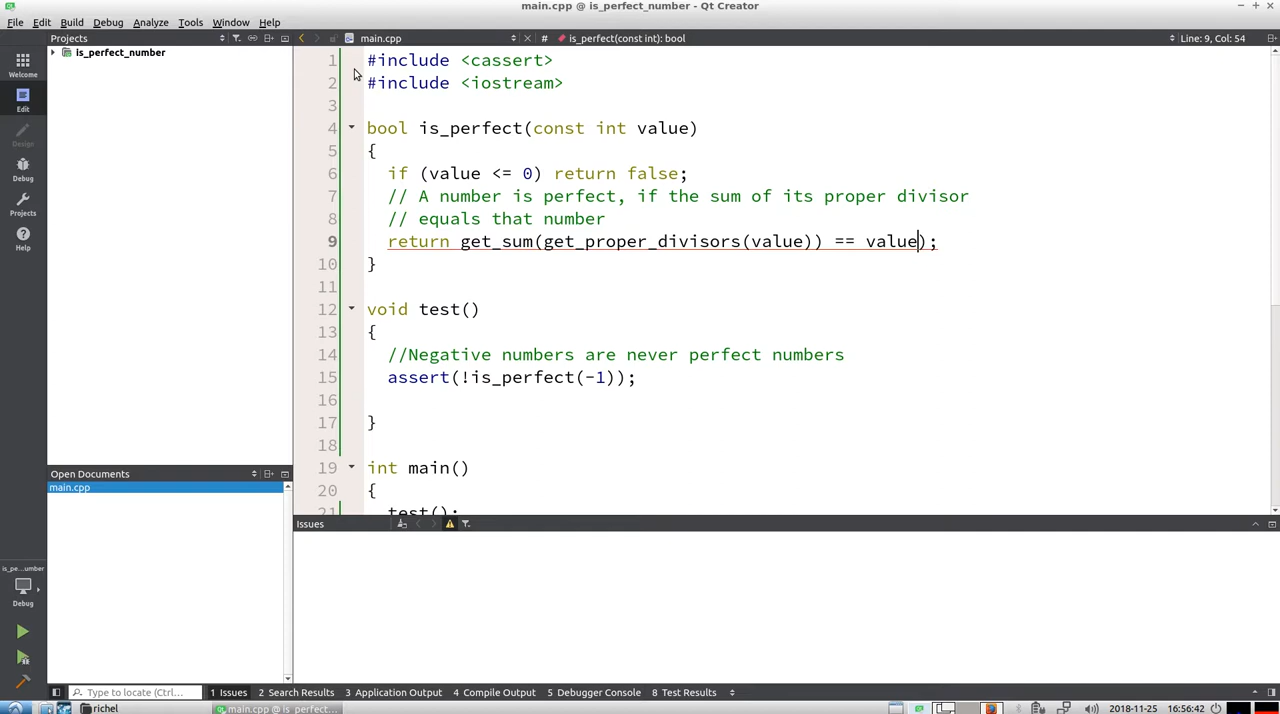 main.cpp @ is_perfect_number - Qt Creator
File Edit Build Debug Analyze Tools Window Help
Projects main.cpp # is_perfect(const int): bool Line: 9, Col: 54
is_perfect_number
Welcome
Edit
Design
Debug
Projects
Help
1 #include <cassert>
2 #include <iostream>
3
4 bool is_perfect(const int value)
5 {
6 if (value <= 0) return false;
7 // A number is perfect, if the sum of its proper divisor
8 // equals that number
9 return get_sum(get_proper_divisors(value)) == value);
10 }
11
12 void test()
13 {
14 //Negative numbers are never perfect numbers
15 assert(!is_perfect(-1));
16
17 }
18
19 int main()
20 {
21 test();
Open Documents
main.cpp
Issues
is_pe…umber
Debug
Type to locate (Ctrl… 1 Issues 2 Search Results 3 Application Output 4 Compile Output 5 Debugger Console 8 Test Results
richel main.cpp @ is_perfect… 2018-11-25 16:56:42